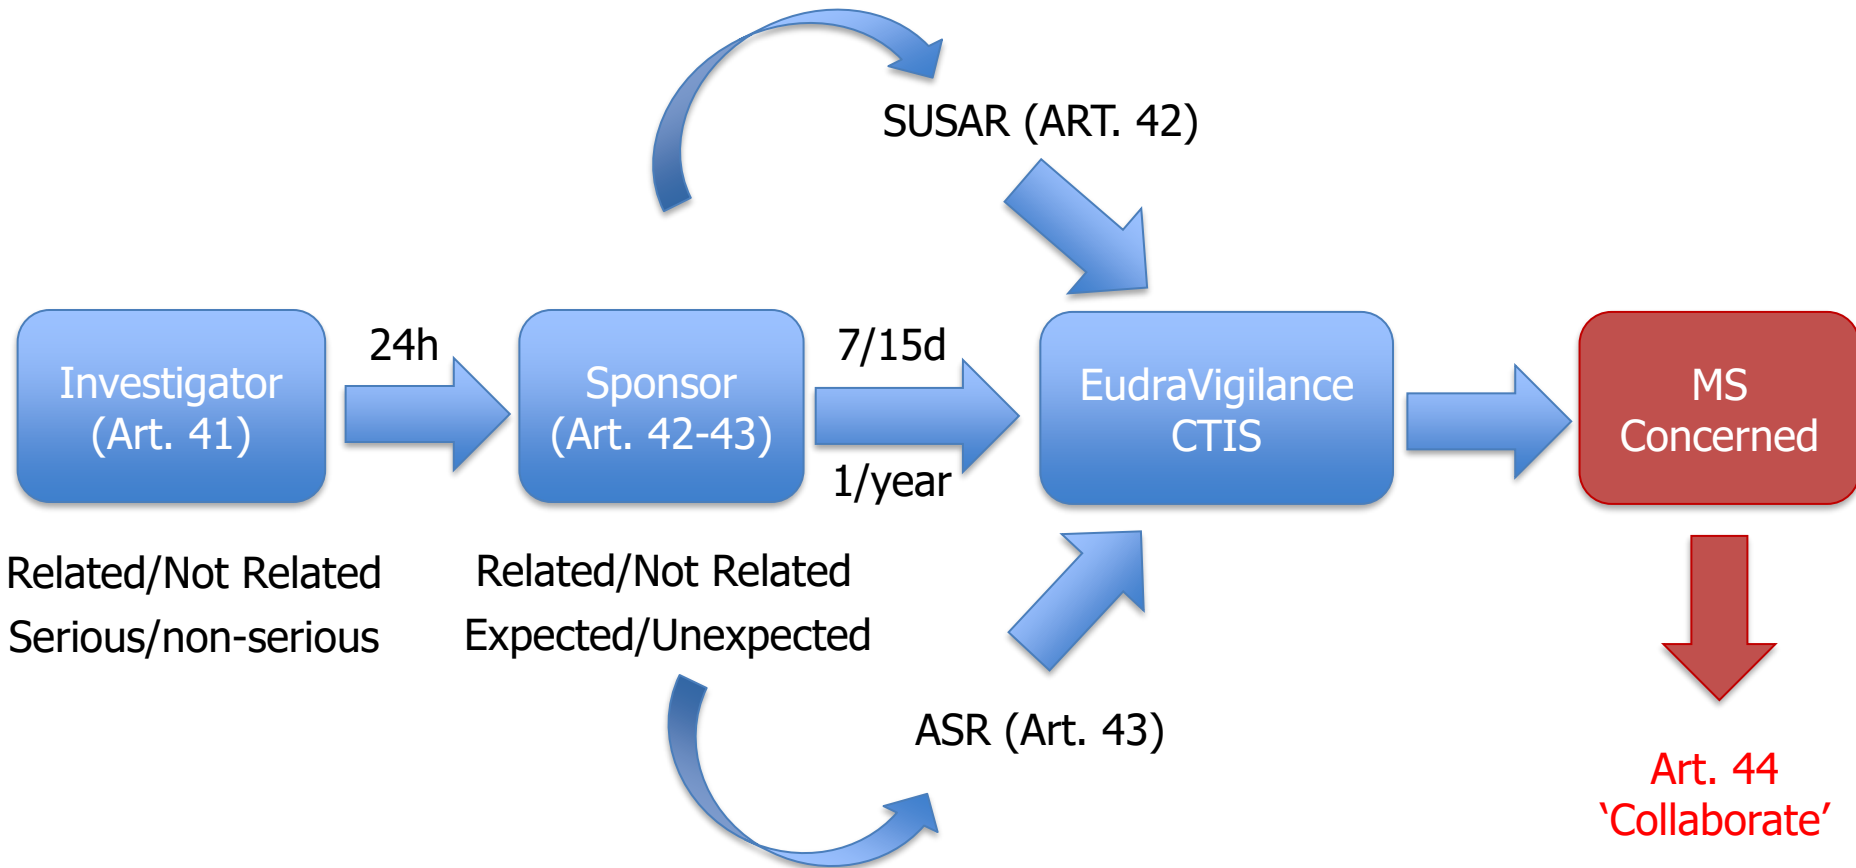 SUSAR (ART. 42)
Investigator
(Art. 41)
24h
Sponsor
(Art. 42-43)
7/15d
1/year
EudraVigilance
CTIS
MS
Concerned
Related/Not Related
Serious/non-serious
Related/Not Related
Expected/Unexpected
ASR (Art. 43)
Art. 44
‘Collaborate’